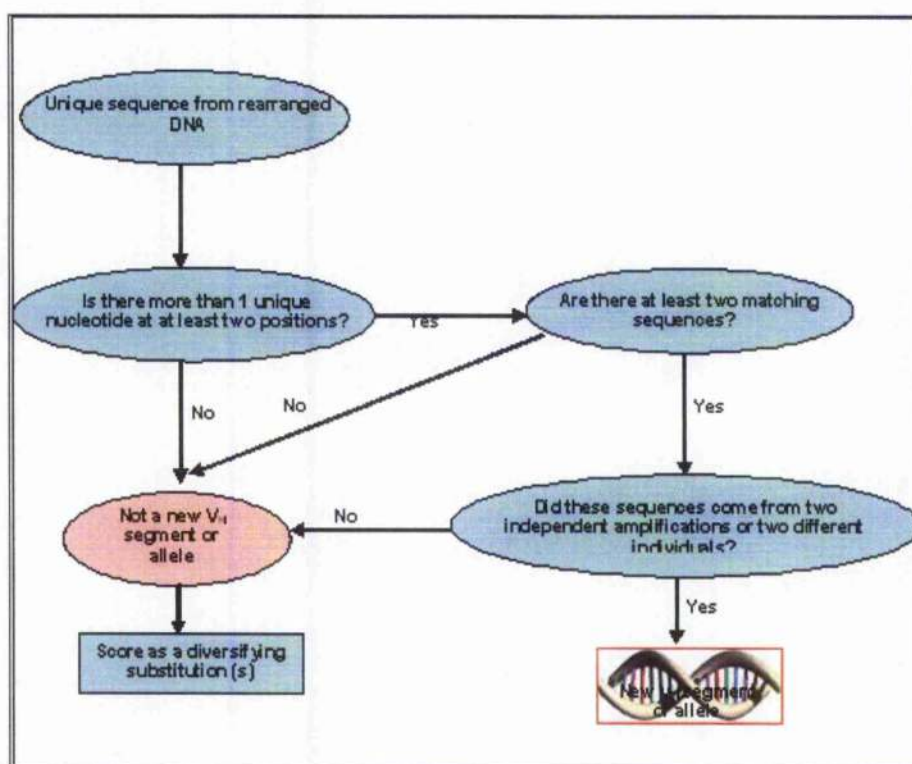 Unique sequence from rearranged
DNA
Is there more than 1 unique
nucleotide at at least two positions?
Yes
Are there at least two matching
sequences?
No
No
Yes
Not a new V_H
segment or
allele
No
Did these sequences come from two
independent amplifications or two different
individuals?
Yes
Score as a diversifying
substitution (s)
New segment
or allele